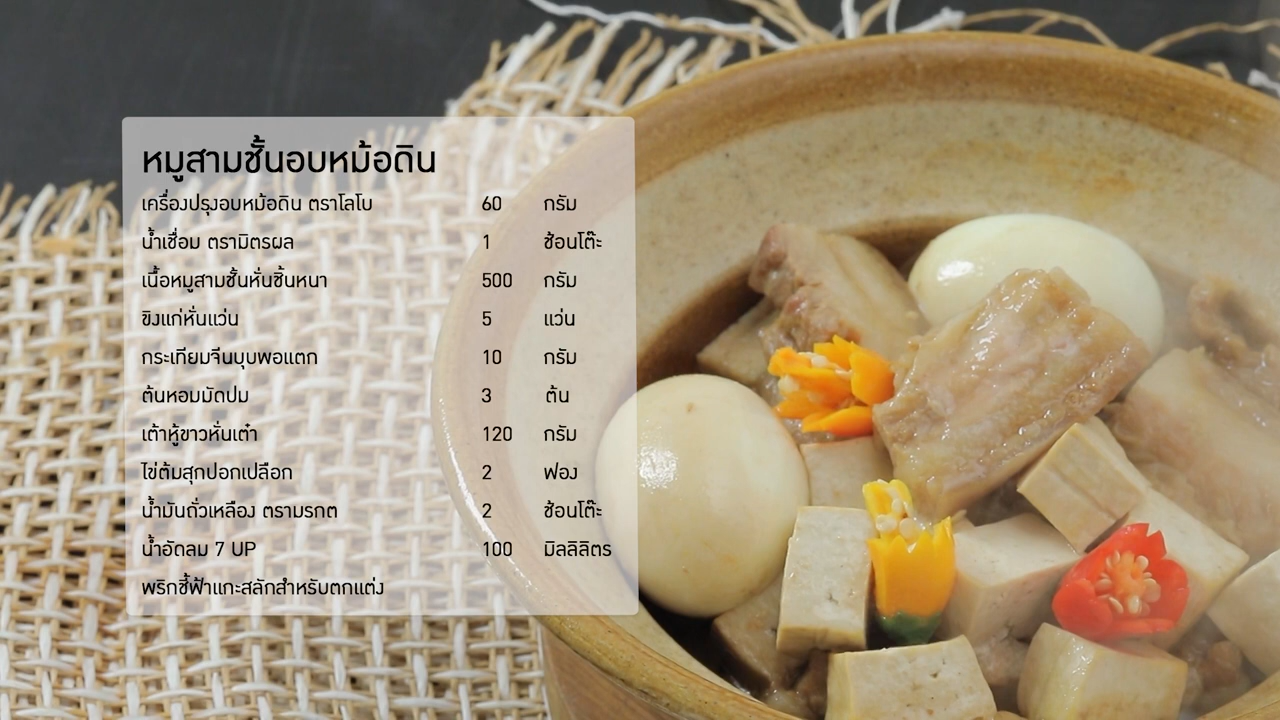 หมูสามชั้นอบหม้อดิน
เครื่องปรุงอบหม้อดิน ตราโลโบ 60 กรัม
น้ำเชื่อม ตรามิตรผล 1 ช้อนโต๊ะ
เนื้อหมูสามชั้นหั่นชิ้นหนา 500 กรัม
ขิงแก่หั่นแว่น 5 แว่น
กระเทียมจีนบุบพอแตก 10 กรัม
ต้นหอมมัดปม 3 ต้น
เต้าหู้ขาวหั่นเต๋า 120 กรัม
ไข่ต้มสุกปอกเปลือก 2 ฟอง
น้ำมันถั่วเหลือง ตรามรกต 2 ช้อนโต๊ะ
น้ำอัดลม 7 UP 100 มิลลิลิตร
พริกชี้ฟ้าแกะสลักสำหรับตกแต่ง